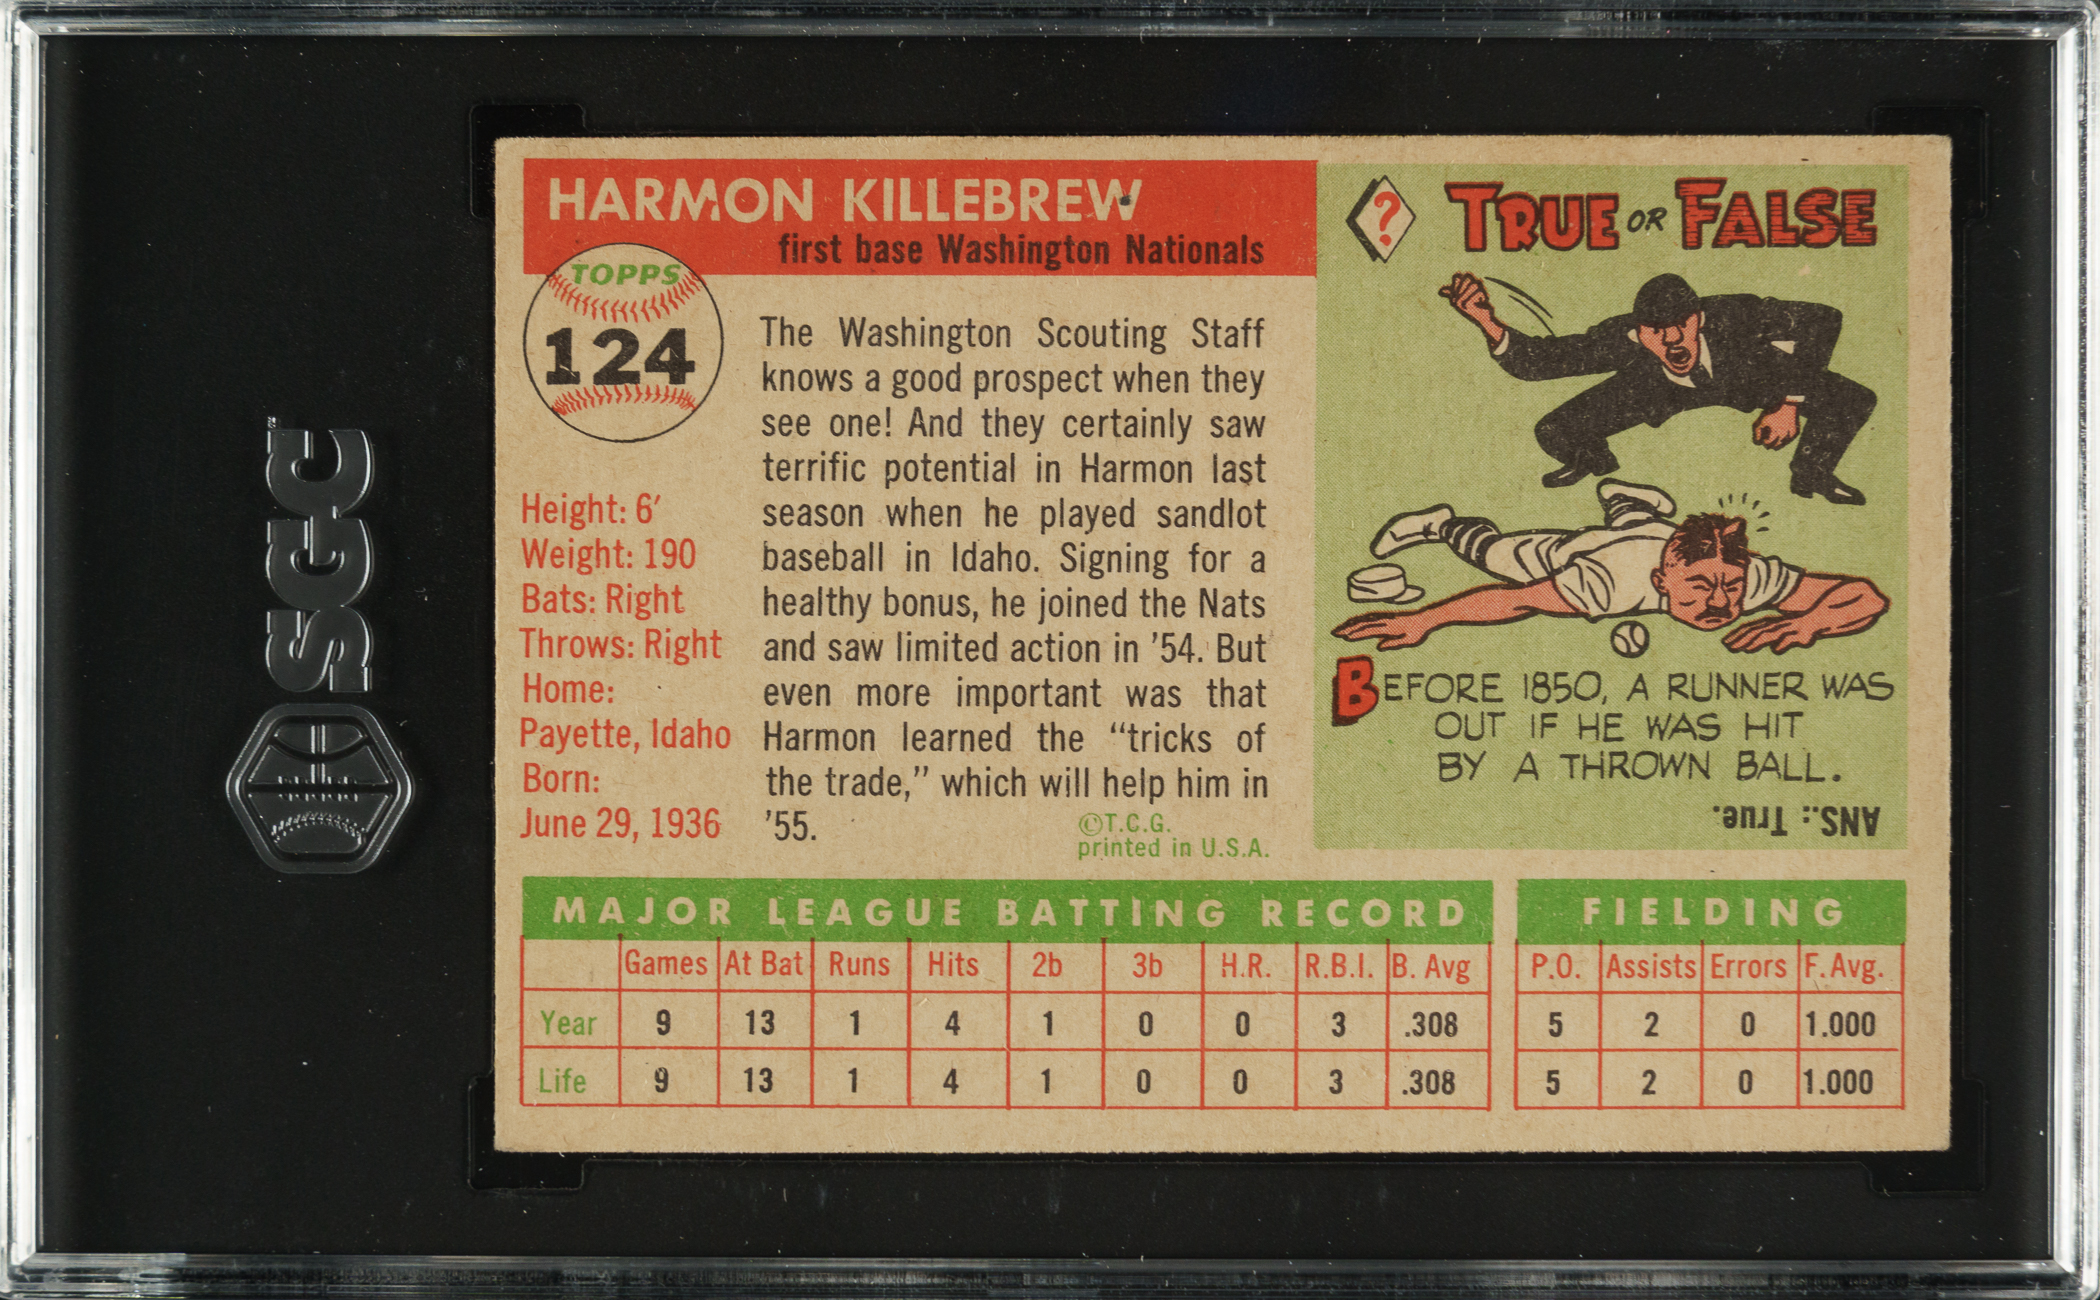 SGC
HARMON KILLEBREW
first base Washington Nationals
TOPPS
124
Height: 6′
Weight: 190
Bats: Right
Throws: Right
Home:
Payette, Idaho
Born:
June 29, 1936
The Washington Scouting Staff
knows a good prospect when they
see one! And they certainly saw
terrific potential in Harmon last
season when he played sandlot
baseball in Idaho. Signing for a
healthy bonus, he joined the Nats
and saw limited action in ’54. But
even more important was that
Harmon learned the “tricks of
the trade,” which will help him in
’55.
©T.C.G.
printed in U.S.A.
?
TRUE OR FALSE
BEFORE 1850, A RUNNER WAS
OUT IF HE WAS HIT
BY A THROWN BALL.
ANS.: True.
MAJOR LEAGUE BATTING RECORD
Games At Bat Runs Hits 2b 3b H.R. R.B.I. B. Avg
Year 9 13 1 4 1 0 0 3 .308
Life 9 13 1 4 1 0 0 3 .308
FIELDING
P.O. Assists Errors F. Avg.
5 2 0 1.000
5 2 0 1.000